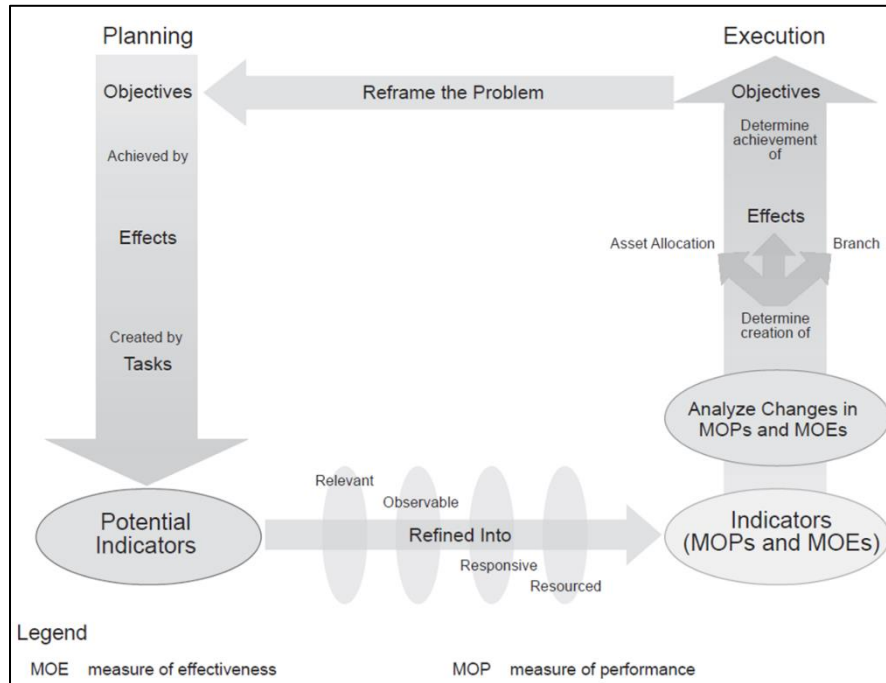 Planning
Execution
Objectives
Reframe the Problem
Objectives
Determine
achievement
of
Achieved by
Effects
Effects
Asset Allocation
Branch
Determine
creation of
Created by
Tasks
Analyze Changes in
MOPs and MOEs
Relevant
Observable
Potential
Indicators
Refined Into
Indicators
(MOPs and MOEs)
Responsive
Resourced
Legend
MOE measure of effectiveness
MOP measure of performance